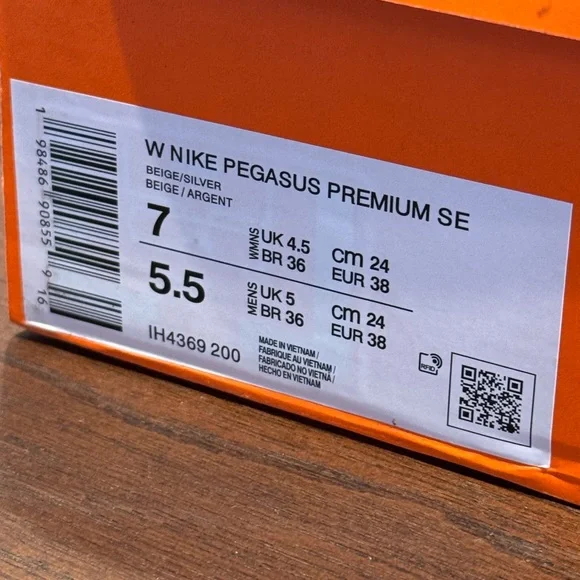 W NIKE PEGASUS PREMIUM SE
BEIGE/SILVER
BEIGE / ARGENT
7
WMNS
UK 4.5
BR 36
cm 24
EUR 38
5.5
MENS
UK 5
BR 36
cm 24
EUR 38
IH4369 200
MADE IN VIETNAM /
FABRIQUE AU VIETNAM /
FABRICADO NO VIETNÃ /
HECHO EN VIETNAM
RFID
1 98486 90855 9 16